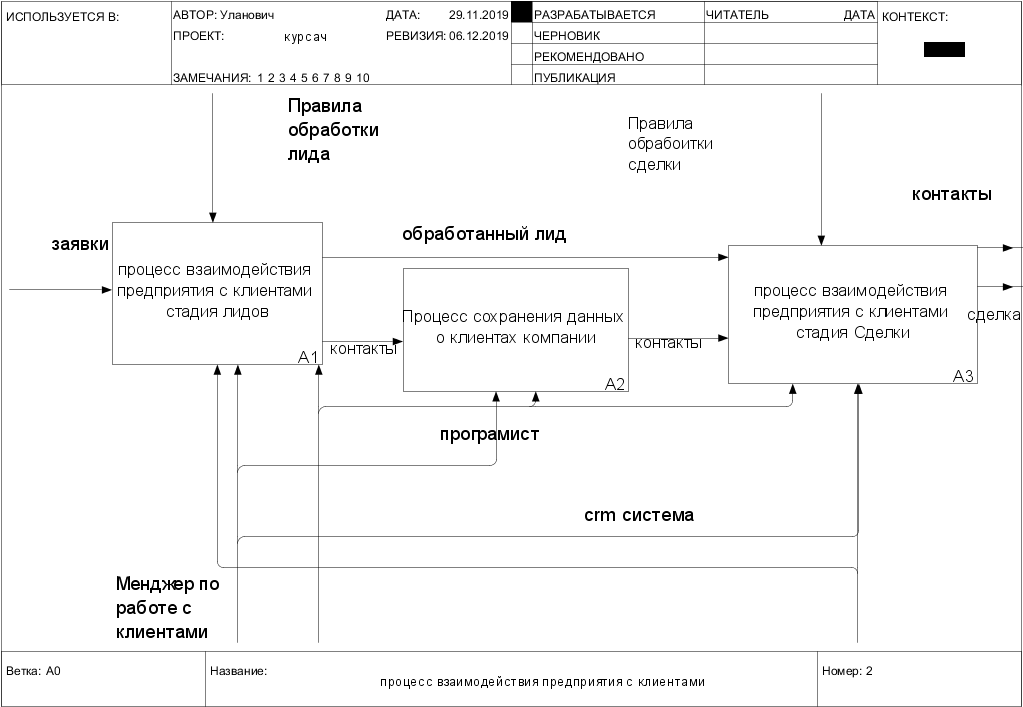 ИСПОЛЬЗУЕТСЯ В:
АВТОР: Уланович
ДАТА: 29.11.2019
РАЗРАБАТЫВАЕТСЯ
ЧИТАТЕЛЬ
ДАТА
КОНТЕКСТ:
ПРОЕКТ: курсач
РЕВИЗИЯ: 06.12.2019
ЧЕРНОВИК
РЕКОМЕНДОВАНО
ЗАМЕЧАНИЯ: 1 2 3 4 5 6 7 8 9 10
ПУБЛИКАЦИЯ
Правила
обработки
лида
Правила
обрабоитки
сделки
контакты
заявки
обработанный лид
процесс взаимодействия
предприятия с клиентами
стадия лидов
A1
контакты
Процесс сохранения данных
о клиентах компании
A2
контакты
процесс взаимодействия
предприятия с клиентами
стадия Сделки
A3
сделка
програмист
crm система
Менджер по
работе с
клиентами
Ветка: A0
Название:
процесс взаимодействия предприятия с клиентами
Номер: 2